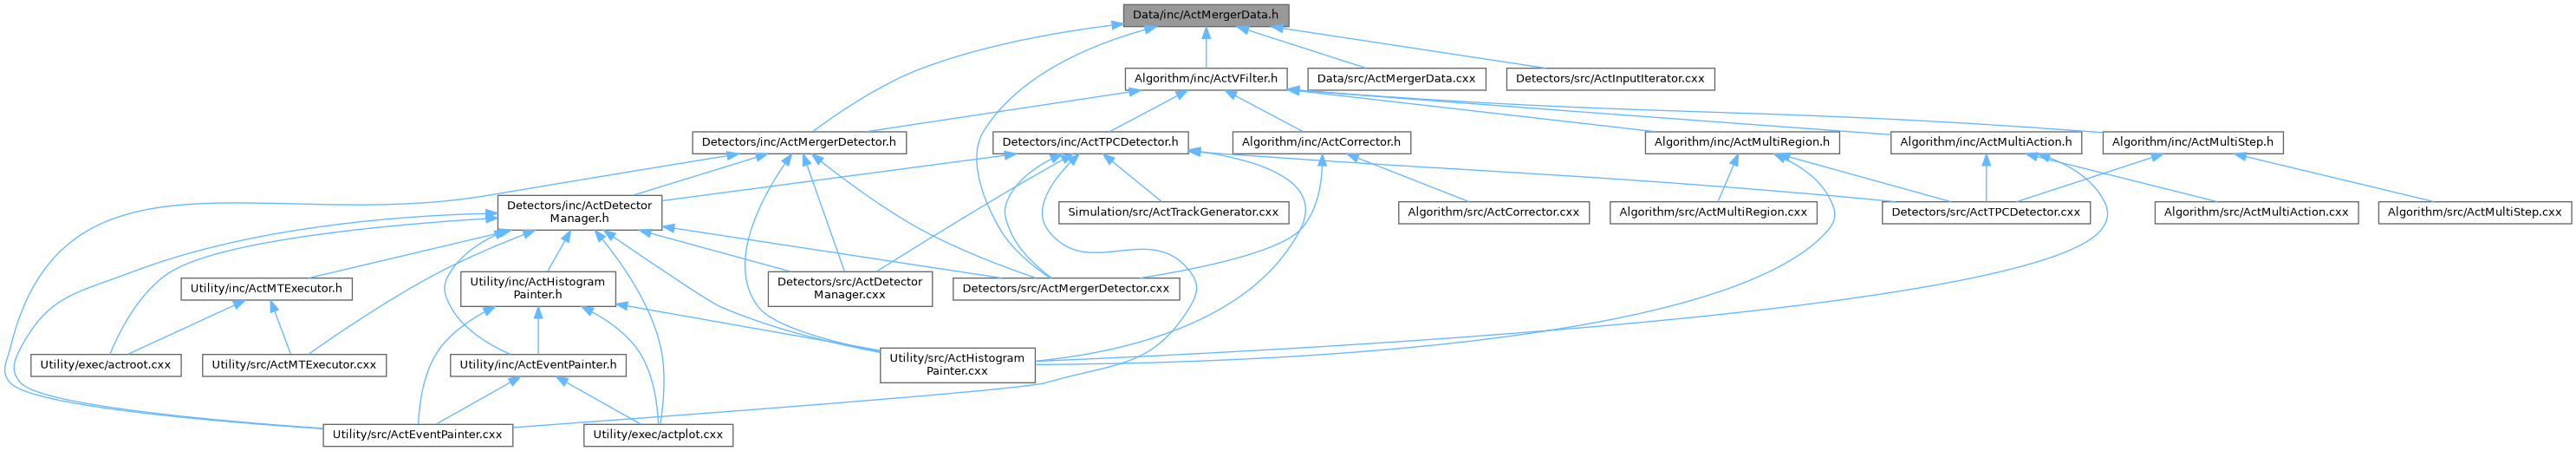 Data/inc/ActMergerData.h
Algorithm/inc/ActVFilter.h
Data/src/ActMergerData.cxx
Detectors/src/ActInputIterator.cxx
Detectors/inc/ActMergerDetector.h
Detectors/inc/ActTPCDetector.h
Algorithm/inc/ActCorrector.h
Algorithm/inc/ActMultiRegion.h
Algorithm/inc/ActMultiAction.h
Algorithm/inc/ActMultiStep.h
Detectors/inc/ActDetector
Manager.h
Simulation/src/ActTrackGenerator.cxx
Algorithm/src/ActCorrector.cxx
Algorithm/src/ActMultiRegion.cxx
Detectors/src/ActTPCDetector.cxx
Algorithm/src/ActMultiAction.cxx
Algorithm/src/ActMultiStep.cxx
Utility/inc/ActMTExecutor.h
Utility/inc/ActHistogram
Painter.h
Detectors/src/ActDetector
Manager.cxx
Detectors/src/ActMergerDetector.cxx
Utility/exec/actroot.cxx
Utility/src/ActMTExecutor.cxx
Utility/inc/ActEventPainter.h
Utility/src/ActHistogram
Painter.cxx
Utility/src/ActEventPainter.cxx
Utility/exec/actplot.cxx